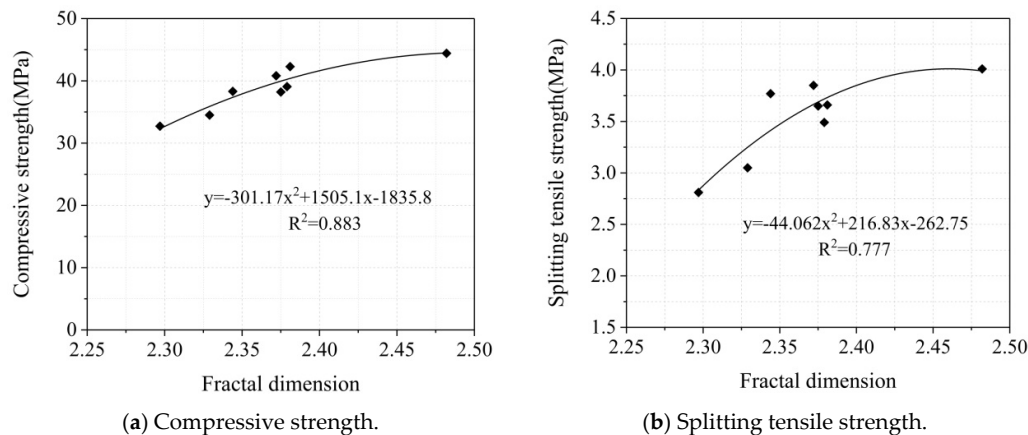 50
40
30
20
10
0
Compressive strength(MPa)
y=-301.17x²+1505.1x-1835.8
R²=0.883
2.25 2.30 2.35 2.40 2.45 2.50
Fractal dimension
(a) Compressive strength.
4.5
4.0
3.5
3.0
2.5
2.0
1.5
Splitting tensile strength(MPa)
y=-44.062x²+216.83x-262.75
R²=0.777
2.25 2.30 2.35 2.40 2.45 2.50
Fractal dimension
(b) Splitting tensile strength.